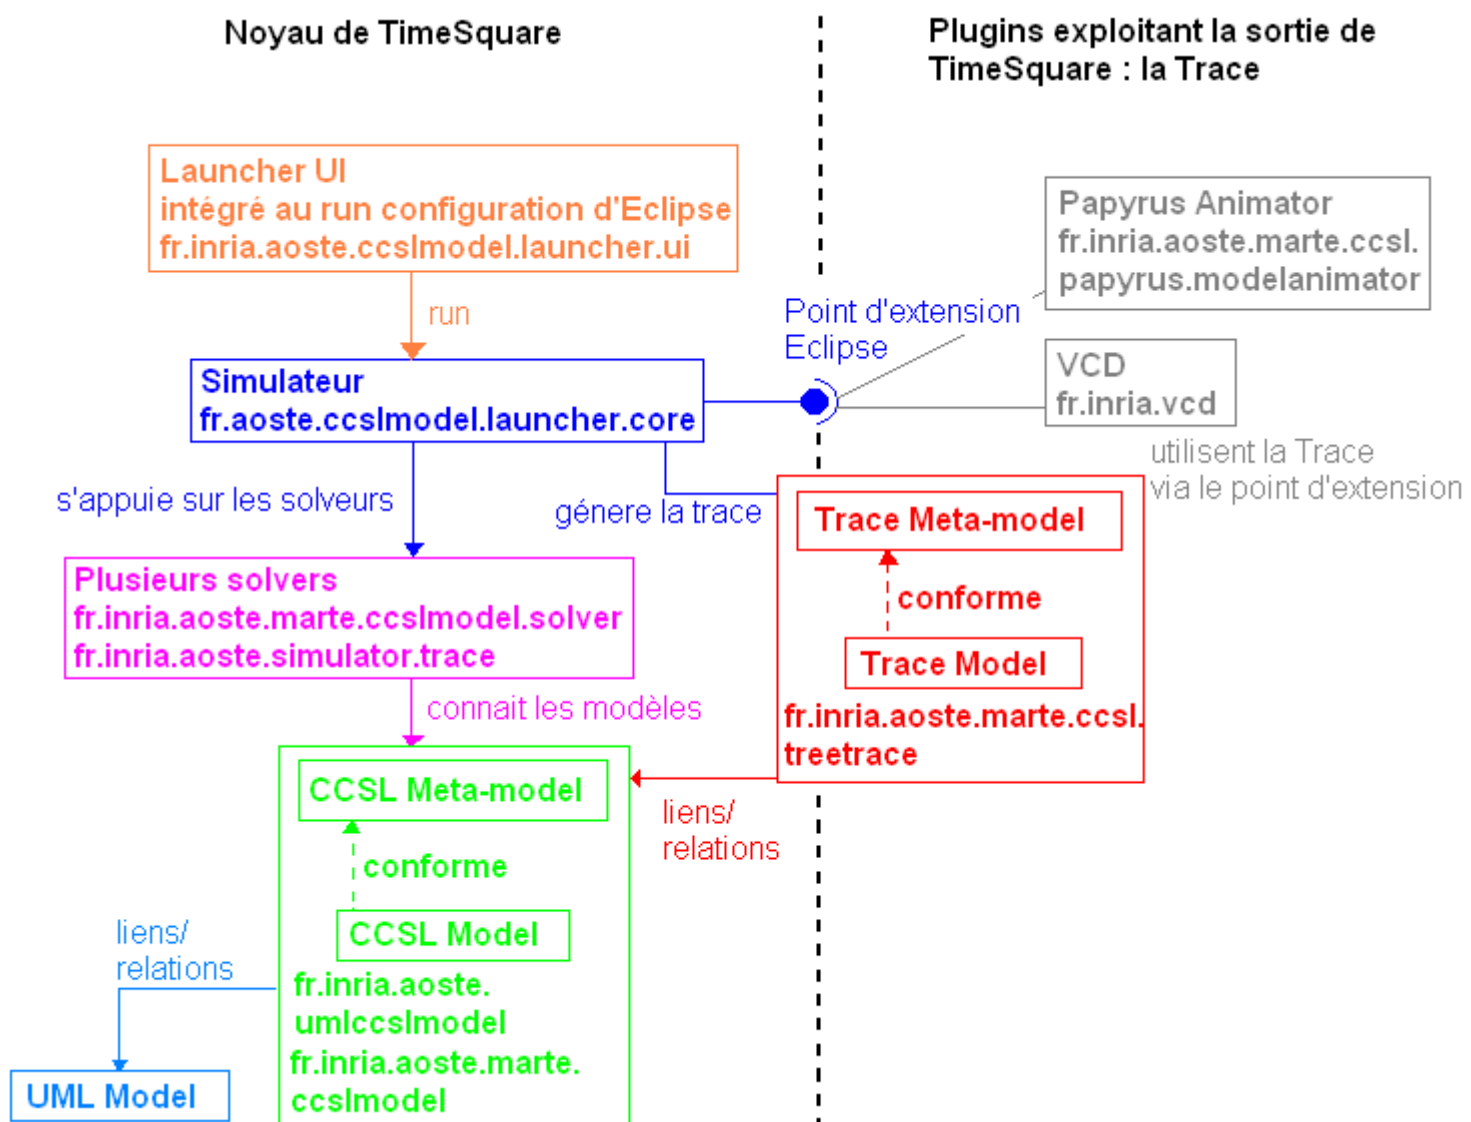 Noyau de TimeSquare
Plugins exploitant la sortie de
TimeSquare : la Trace
Launcher UI
intégré au run configuration d'Eclipse
fr.inria.aoste.ccslmodel.launcher.ui
run
Papyrus Animator
fr.inria.aoste.marte.ccsl.
papyrus.modelanimator
Point d'extension
Eclipse
Simulateur
fr.aoste.ccslmodel.launcher.core
VCD
fr.inria.vcd
utilisent la Trace
via le point d'extension
s'appuie sur les solveurs
génere la trace
Trace Meta-model
conforme
Trace Model
fr.inria.aoste.marte.ccsl.
treetrace
Plusieurs solvers
fr.inria.aoste.marte.ccslmodel.solver
fr.inria.aoste.simulator.trace
connait les modèles
CCSL Meta-model
conforme
CCSL Model
fr.inria.aoste.
umlccslmodel
fr.inria.aoste.marte.
ccslmodel
liens/
relations
liens/
relations
UML Model